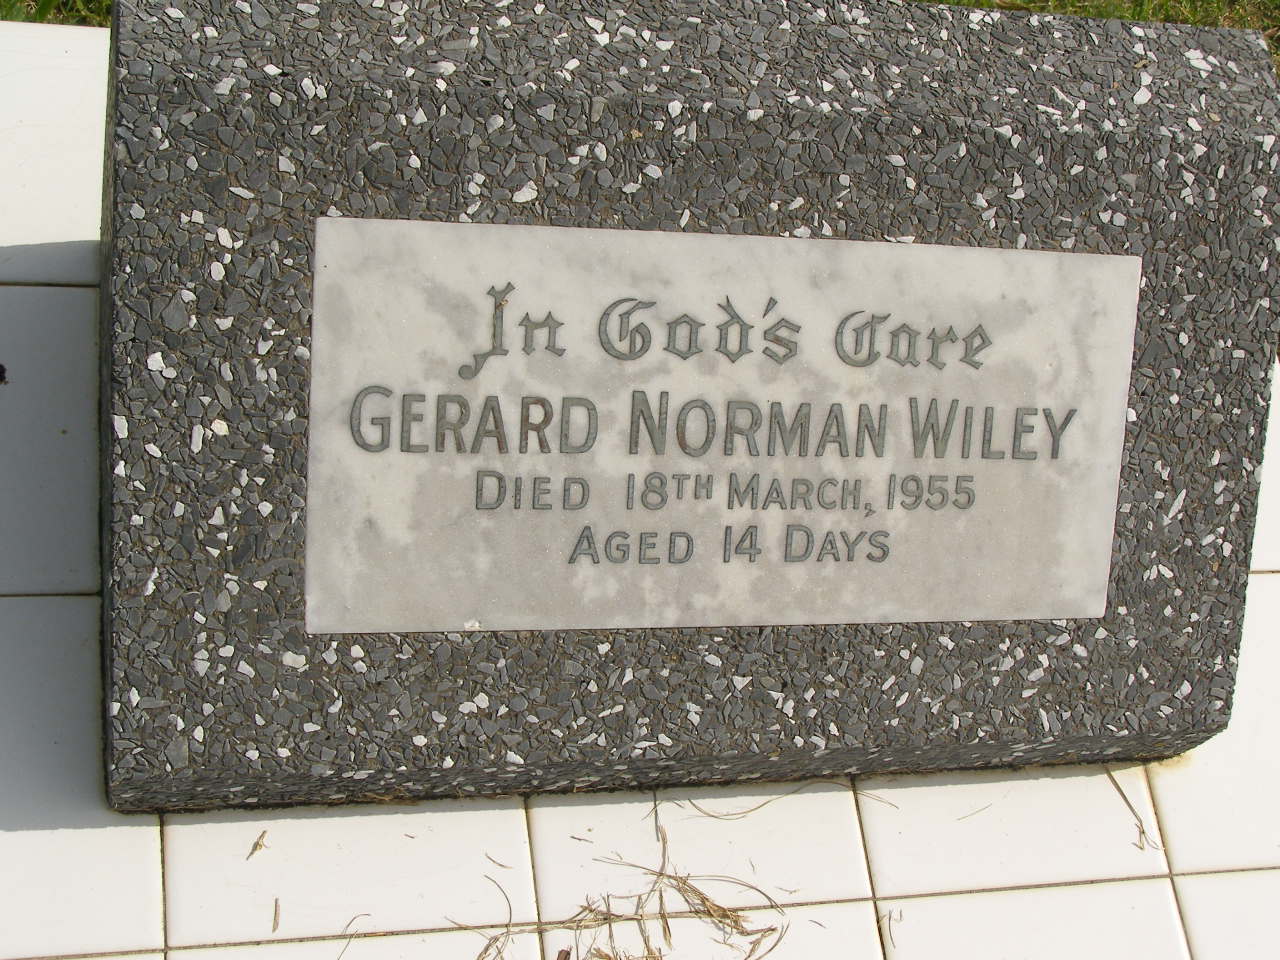 In God's Care
GERARD NORMAN WILEY
DIED 18TH MARCH, 1955
AGED 14 DAYS